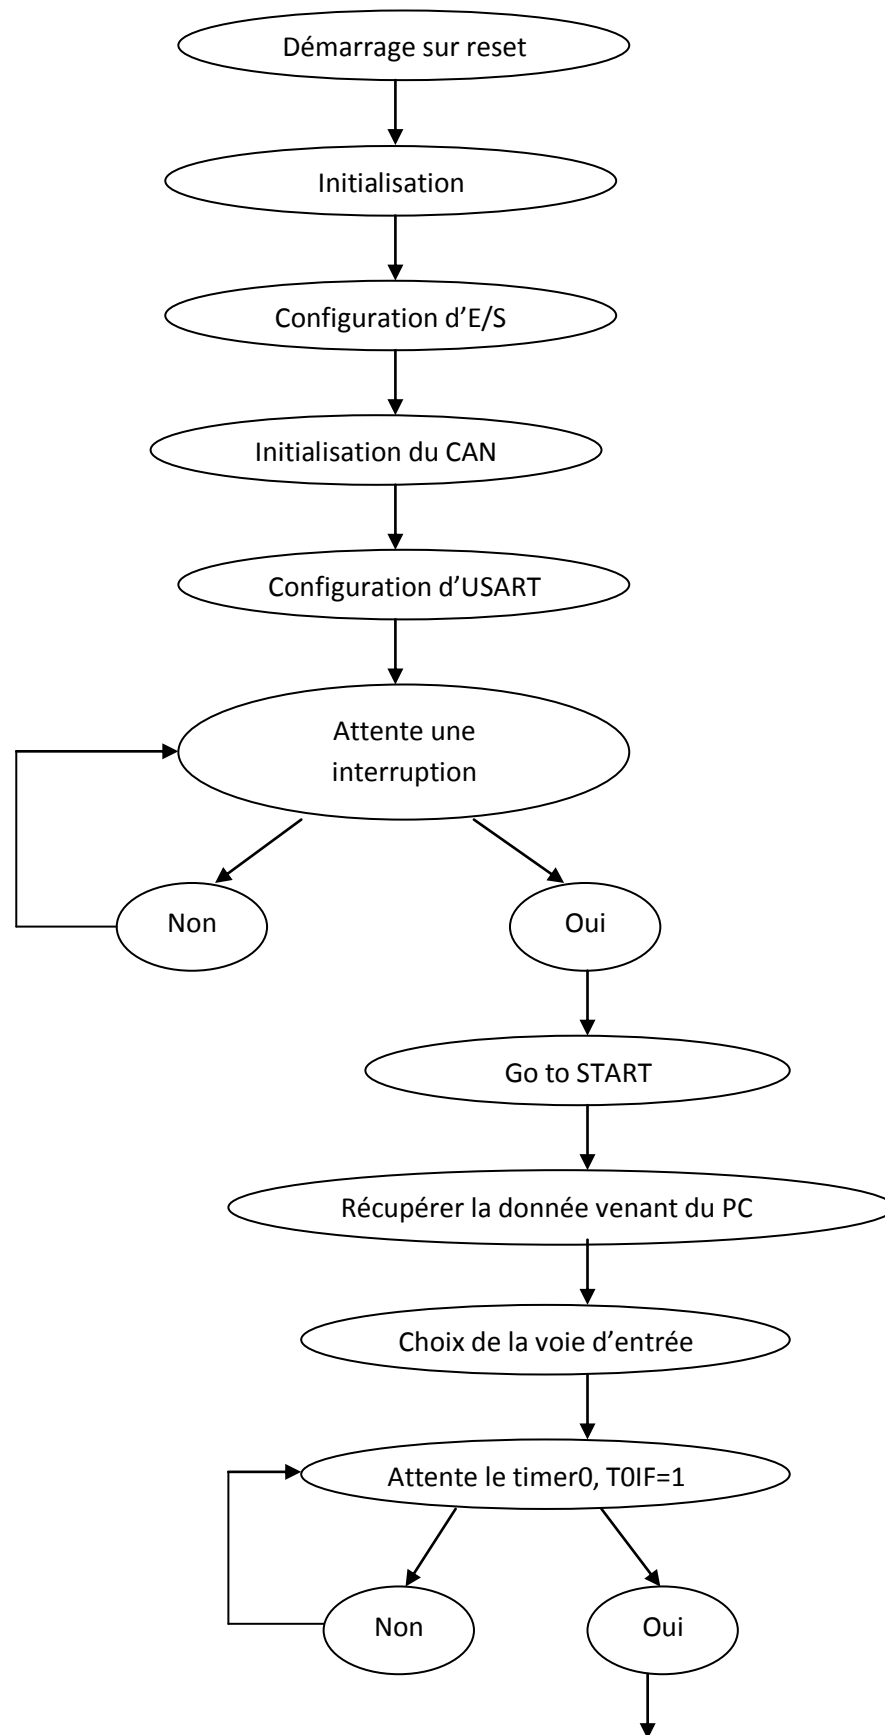 Démarrage sur reset
Initialisation
Configuration d’E/S
Initialisation du CAN
Configuration d’USART
Attente une
interruption
Non
Oui
Go to START
Récupérer la donnée venant du PC
Choix de la voie d’entrée
Attente le timer0, T0IF=1
Non
Oui